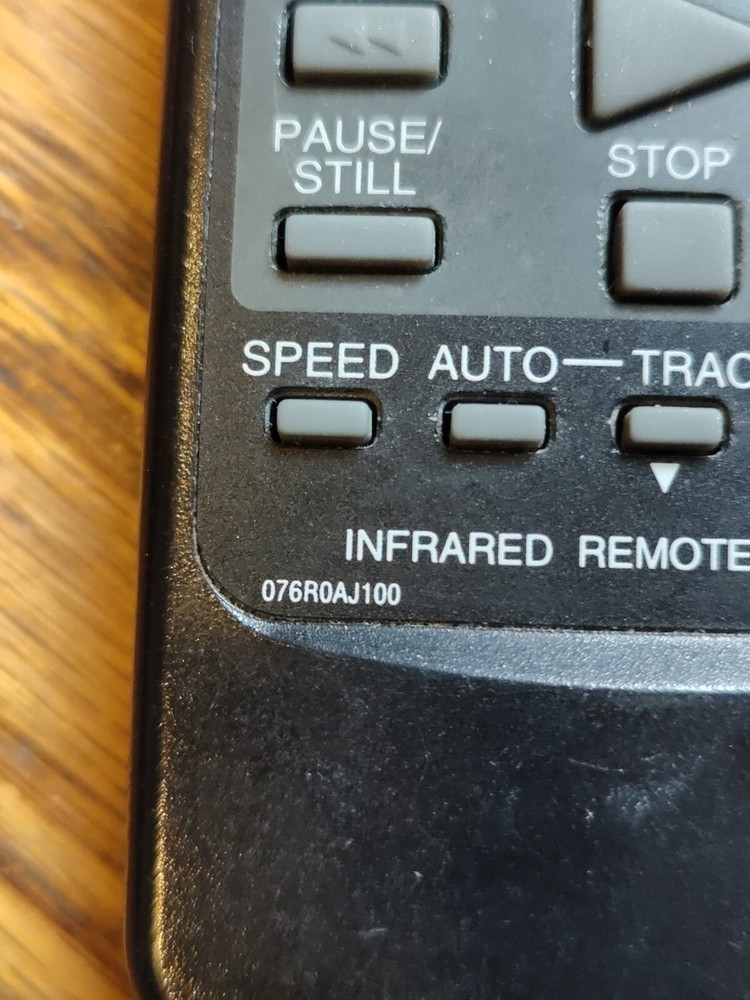 PAUSE/
STILL
STOP
SPEED AUTO—TRAC
INFRARED REMOTE
076R0AJ100